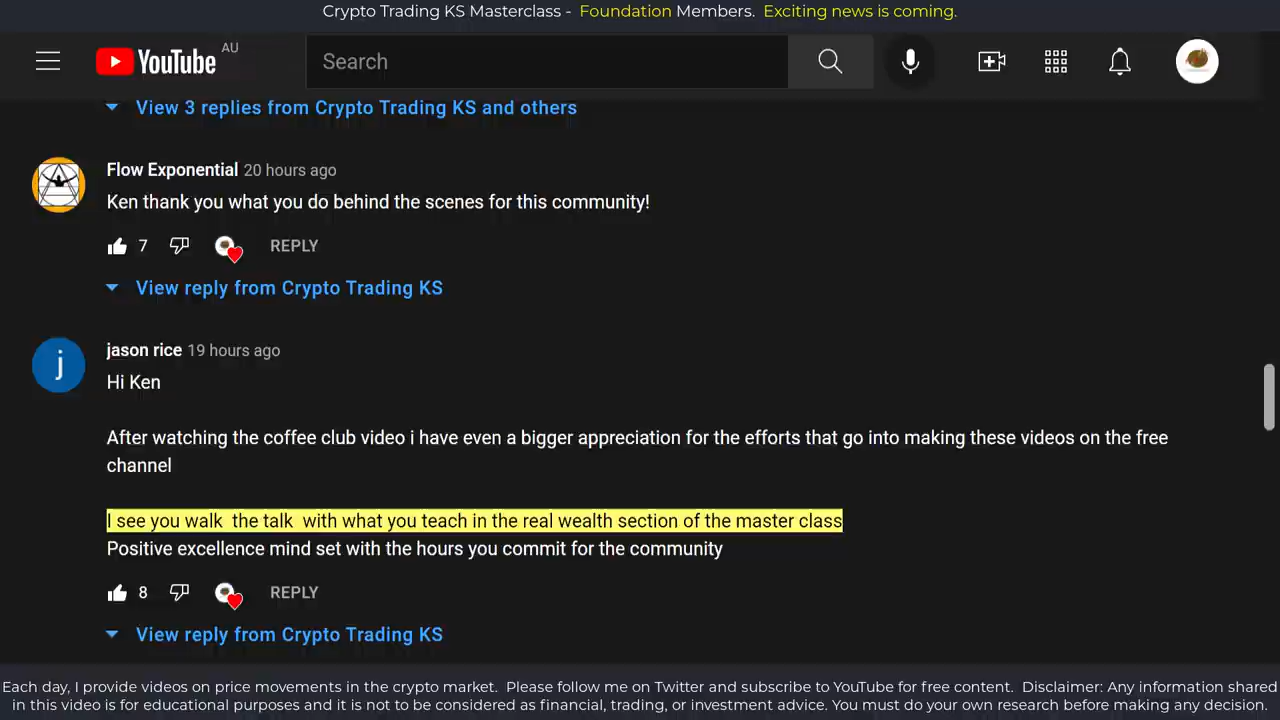 Crypto Trading KS Masterclass - Foundation Members. Exciting news is coming.
YouTube AU
Search
View 3 replies from Crypto Trading KS and others
Flow Exponential 20 hours ago
Ken thank you what you do behind the scenes for this community!
7 REPLY
View reply from Crypto Trading KS
j
jason rice 19 hours ago
Hi Ken
After watching the coffee club video i have even a bigger appreciation for the efforts that go into making these videos on the free
channel
I see you walk  the talk  with what you teach in the real wealth section of the master class
Positive excellence mind set with the hours you commit for the community
8 REPLY
View reply from Crypto Trading KS
Each day, I provide videos on price movements in the crypto market.  Please follow me on Twitter and subscribe to YouTube for free content.  Disclaimer: Any information shared
in this video is for educational purposes and it is not to be considered as financial, trading, or investment advice. You must do your own research before making any decision.